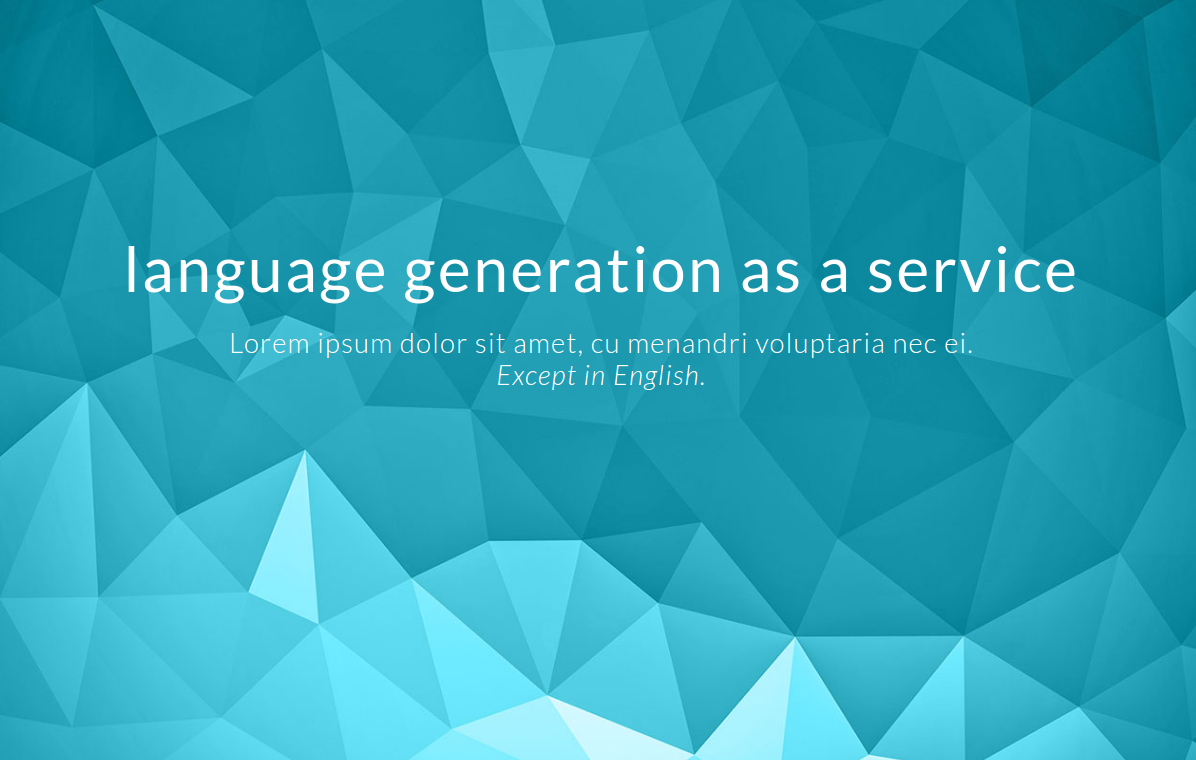 language generation as a service
Lorem ipsum dolor sit amet, cu menandri voluptaria nec ei.
Except in English.